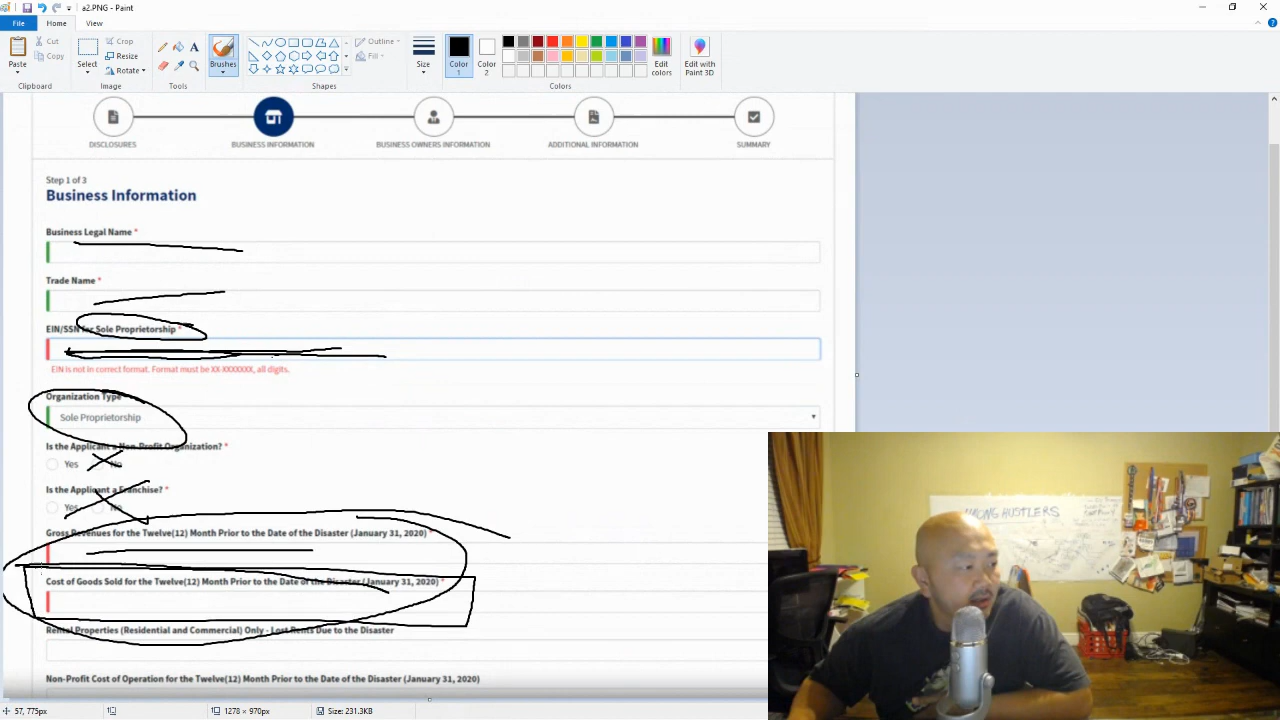 a2.PNG - Paint
File
Home
View
Paste
Cut
Copy
Clipboard
Select
Crop
Resize
Rotate
Image
A
Tools
Brushes
Outline
Fill
Shapes
Size
Color 1
Color 2
Edit colors
Colors
Edit with Paint 3D
DISCLOSURES
BUSINESS INFORMATION
BUSINESS OWNERS INFORMATION
ADDITIONAL INFORMATION
SUMMARY
Step 1 of 3
Business Information
Business Legal Name *
Trade Name *
EIN/SSN for Sole Proprietorship *
EIN is not in correct format. Format must be XX-XXXXXXX, all digits.
Organization Type
Sole Proprietorship
Is the Applicant a Non-Profit Organization? *
Yes No
Is the Applicant a Franchise? *
Yes No
Gross Revenues for the Twelve(12) Month Prior to the Date of the Disaster (January 31, 2020) *
Cost of Goods Sold for the Twelve(12) Month Prior to the Date of the Disaster (January 31, 2020) *
Rental Properties (Residential and Commercial) Only - Lost Rents Due to the Disaster
Non-Profit Cost of Operation for the Twelve(12) Month Prior to the Date of the Disaster (January 31, 2020)
HUSTLERS
57, 775px
1278 × 970px
Size: 231.3KB
100%